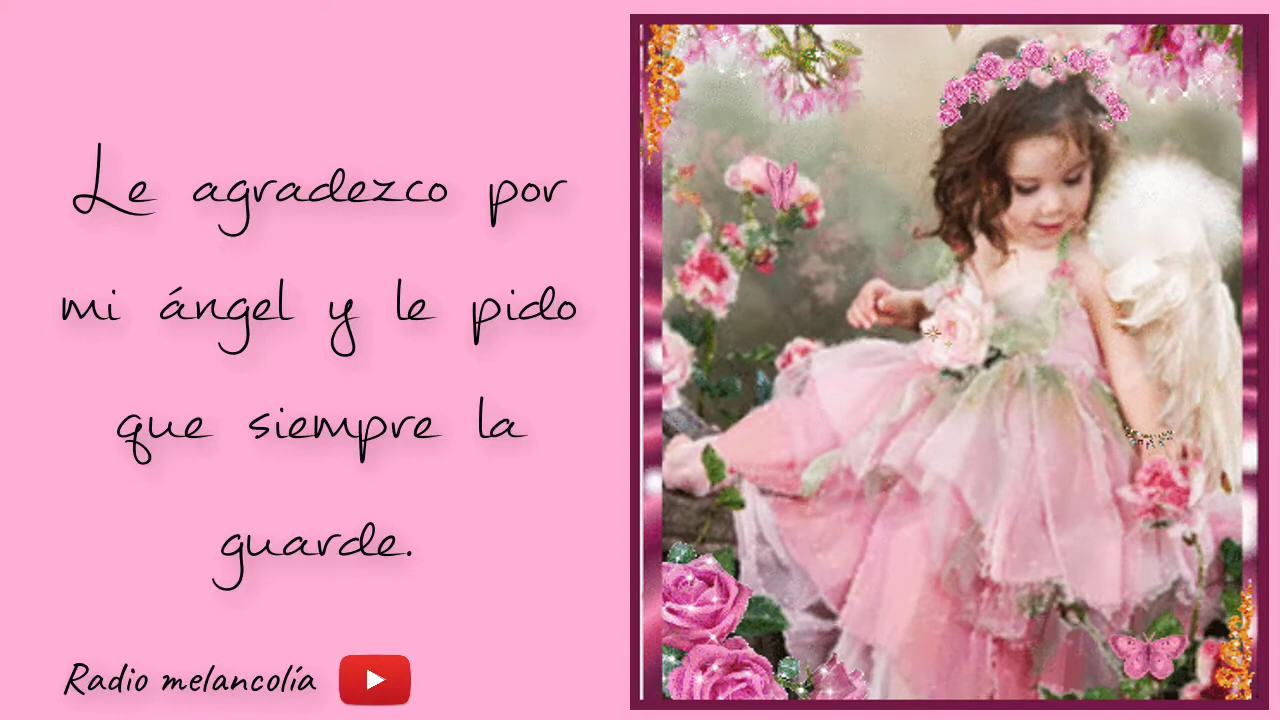 Le agradezco por
mi ángel y le pido
que siempre la
guarde.
Radio melancolía